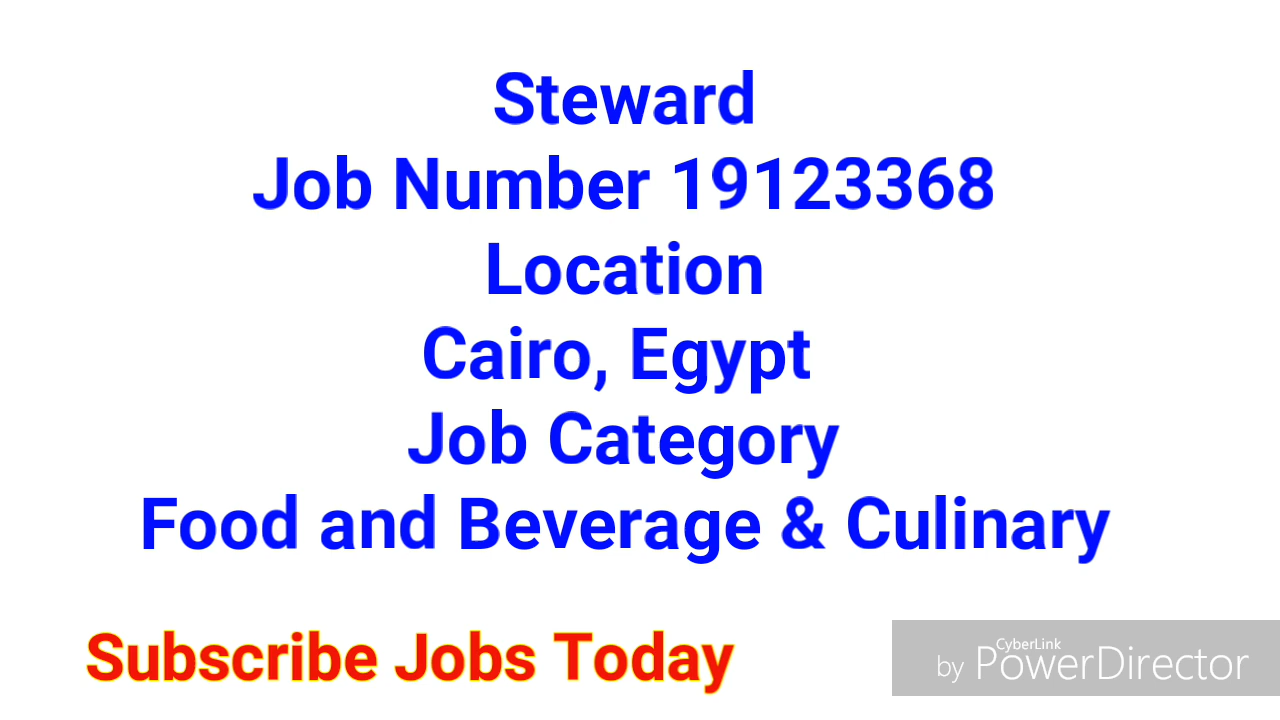 Steward
Job Number 19123368
Location
Cairo, Egypt
Job Category
Food and Beverage & Culinary
Subscribe Jobs Today
CyberLink
by PowerDirector